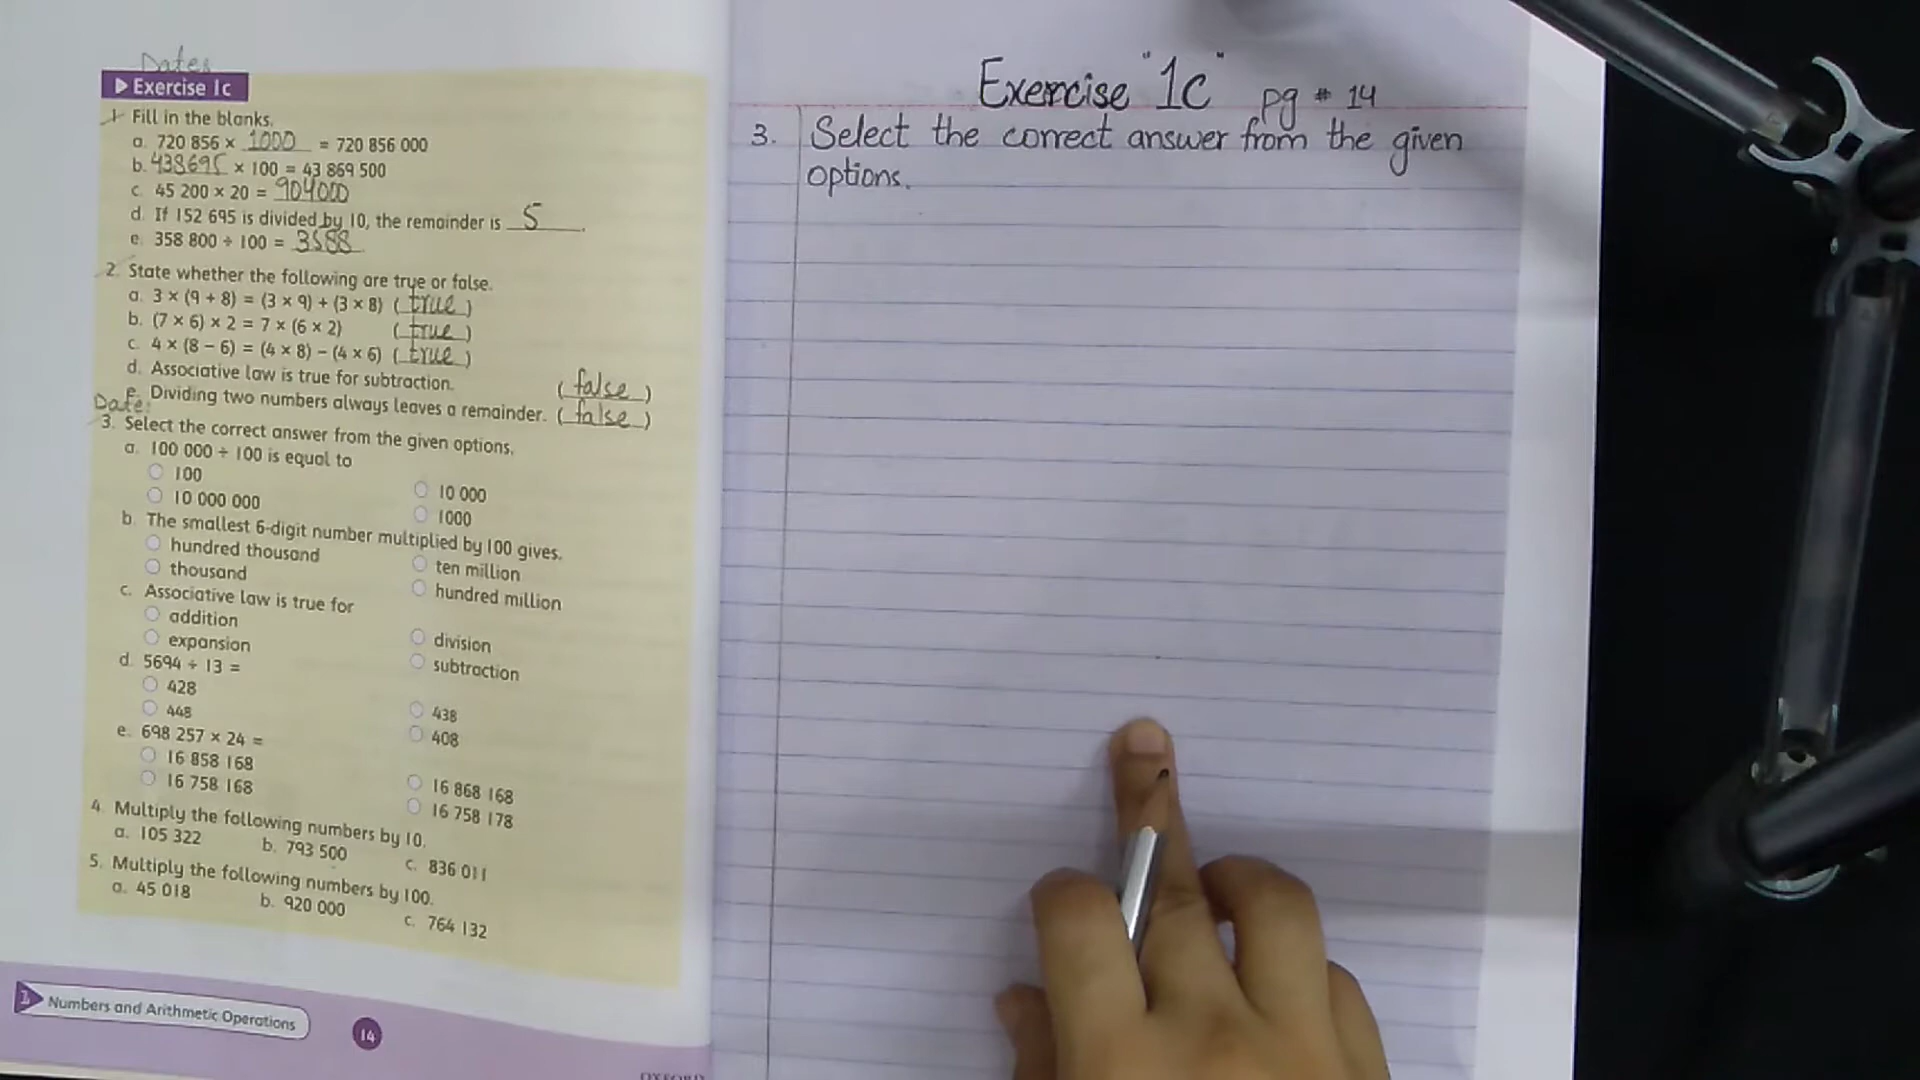 Dates
Exercise 1c
1. Fill in the blanks.
a. 720 856 × 1000 = 720 856 000
b. 438695 × 100 = 43 869 500
c. 45 200 × 20 = 904000
d. If 152 695 is divided by 10, the remainder is 5.
e. 358 800 ÷ 100 = 3588
2. State whether the following are true or false.
a. 3 × (9 + 8) = (3 × 9) + (3 × 8) (true)
b. (7 × 6) × 2 = 7 × (6 × 2) (true)
c. 4 × (8 – 6) = (4 × 8) – (4 × 6) (true)
d. Associative law is true for subtraction. (false)
e. Dividing two numbers always leaves a remainder. (false)
Date:
3. Select the correct answer from the given options.
a. 100 000 ÷ 100 is equal to
100 10 000
10 000 000 1000
b. The smallest 6-digit number multiplied by 100 gives.
hundred thousand ten million
thousand hundred million
c. Associative law is true for
addition division
expansion subtraction
d. 5694 ÷ 13 =
428 438
448 408
e. 698 257 × 24 =
16 858 168 16 868 168
16 758 168 16 758 178
4. Multiply the following numbers by 10.
a. 105 322 b. 793 500 c. 836 011
5. Multiply the following numbers by 100.
a. 45 018 b. 920 000 c. 764 132
1 Numbers and Arithmetic Operations 14
OXFORD
Exercise "1c" pg # 14
3. Select the correct answer from the given
options.